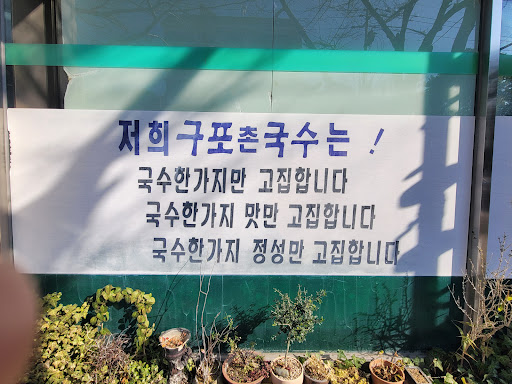 저희 구포촌국수는 !
국수한가지만 고집합니다
국수한가지 맛만 고집합니다
국수한가지 정성만 고집합니다